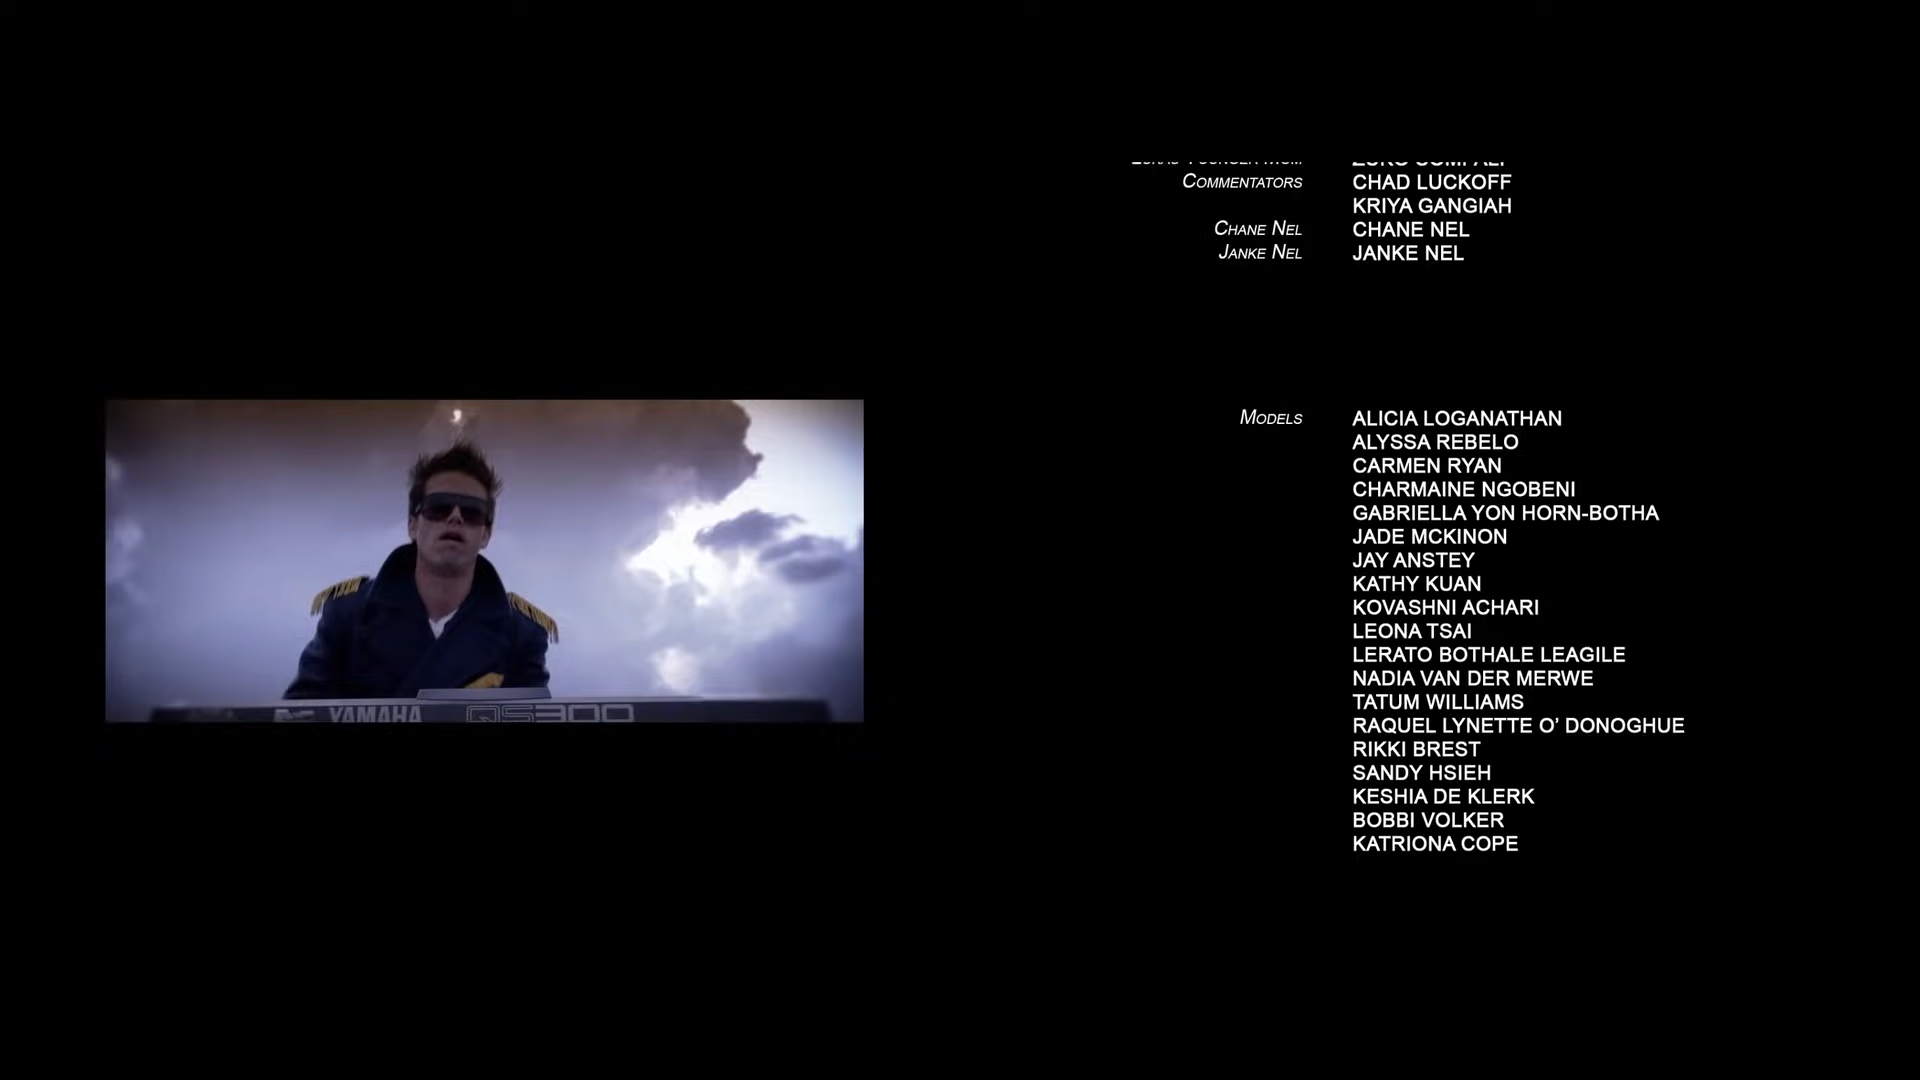 COMMENTATORS CHAD LUCKOFF
KRIYA GANGIAH
CHANE NEL CHANE NEL
JANKE NEL JANKE NEL
MODELS ALICIA LOGANATHAN
ALYSSA REBELO
CARMEN RYAN
CHARMAINE NGOBENI
GABRIELLA YON HORN-BOTHA
JADE MCKINON
JAY ANSTEY
KATHY KUAN
KOVASHNI ACHARI
LEONA TSAI
LERATO BOTHALE LEAGILE
NADIA VAN DER MERWE
TATUM WILLIAMS
RAQUEL LYNETTE O’ DONOGHUE
RIKKI BREST
SANDY HSIEH
KESHIA DE KLERK
BOBBI VOLKER
KATRIONA COPE
YAMAHA QS300